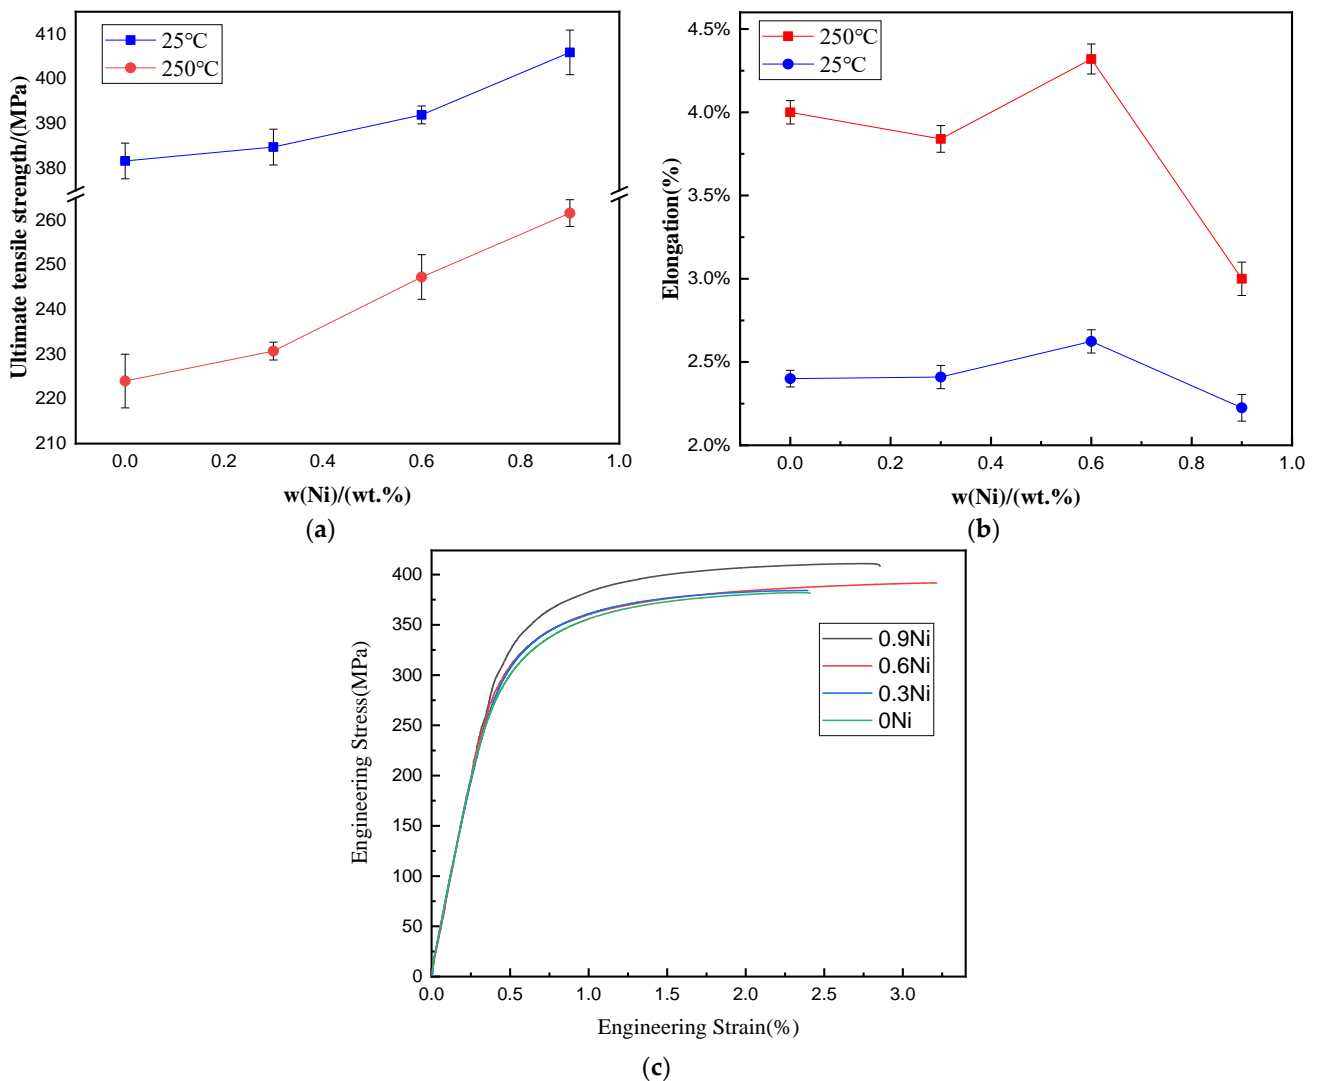 Ultimate tensile strength/(MPa)
410
400
390
380
260
250
240
230
220
210
25℃
250℃
0.0 0.2 0.4 0.6 0.8 1.0
w(Ni)/(wt.%)
(a)
Elongation(%)
4.5%
4.0%
3.5%
3.0%
2.5%
2.0%
250℃
25℃
0.0 0.2 0.4 0.6 0.8 1.0
w(Ni)/(wt.%)
(b)
Engineering Stress(MPa)
400
350
300
250
200
150
100
50
0
0.9Ni
0.6Ni
0.3Ni
0Ni
0.0 0.5 1.0 1.5 2.0 2.5 3.0
Engineering Strain(%)
(c)